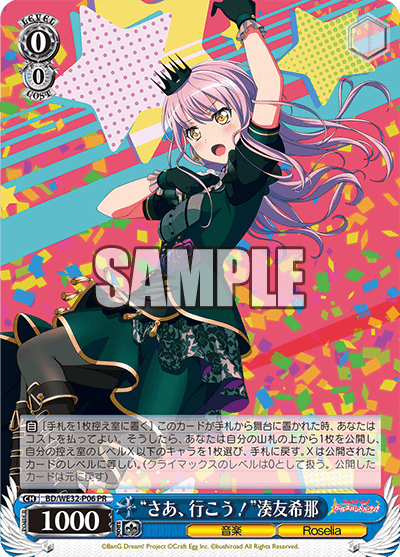 LEVEL
0
0
COST
SAMPLE
自 [手札を1枚控え室に置く] このカードが手札から舞台に置かれた時、あなたは
コストを払ってよい。そうしたら、あなたは自分の山札の上から1枚を公開し、
自分の控え室のレベルX以下のキャラを1枚選び、手札に戻す。Xは公開された
カードのレベルに等しい。(クライマックスのレベルは0として扱う。公開した
カードは元に戻す)
CH BD/WE32-P06 PR
1000
“さあ、行こう！”湊友希那
音楽
Roselia
©BanG Dream! Project ©Craft Egg Inc. ©bushiroad All Rights Reserved.